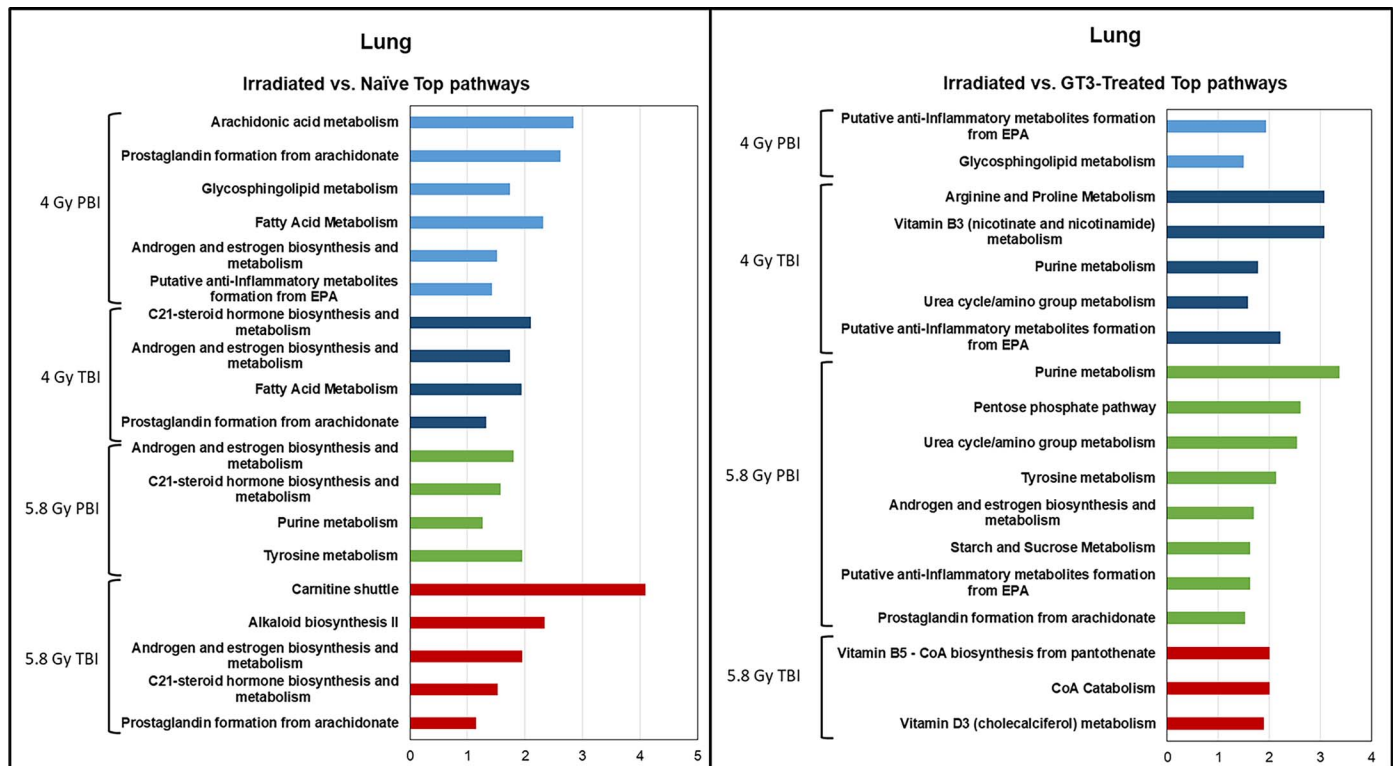 Lung
Irradiated vs. Naïve Top pathways
4 Gy PBI
Arachidonic acid metabolism
Prostaglandin formation from arachidonate
Glycosphingolipid metabolism
Fatty Acid Metabolism
Androgen and estrogen biosynthesis and
metabolism
Putative anti-Inflammatory metabolites
formation from EPA
4 Gy TBI
C21-steroid hormone biosynthesis and
metabolism
Androgen and estrogen biosynthesis and
metabolism
Fatty Acid Metabolism
Prostaglandin formation from arachidonate
5.8 Gy PBI
Androgen and estrogen biosynthesis and
metabolism
C21-steroid hormone biosynthesis and
metabolism
Purine metabolism
Tyrosine metabolism
5.8 Gy TBI
Carnitine shuttle
Alkaloid biosynthesis II
Androgen and estrogen biosynthesis and
metabolism
C21-steroid hormone biosynthesis and
metabolism
Prostaglandin formation from arachidonate
0 1 2 3 4 5
Lung
Irradiated vs. GT3-Treated Top pathways
4 Gy PBI
Putative anti-Inflammatory metabolites formation
from EPA
Glycosphingolipid metabolism
4 Gy TBI
Arginine and Proline Metabolism
Vitamin B3 (nicotinate and nicotinamide)
metabolism
Purine metabolism
Urea cycle/amino group metabolism
Putative anti-Inflammatory metabolites formation
from EPA
5.8 Gy PBI
Purine metabolism
Pentose phosphate pathway
Urea cycle/amino group metabolism
Tyrosine metabolism
Androgen and estrogen biosynthesis and
metabolism
Starch and Sucrose Metabolism
Putative anti-Inflammatory metabolites formation
from EPA
Prostaglandin formation from arachidonate
5.8 Gy TBI
Vitamin B5 - CoA biosynthesis from pantothenate
CoA Catabolism
Vitamin D3 (cholecalciferol) metabolism
0 1 2 3 4